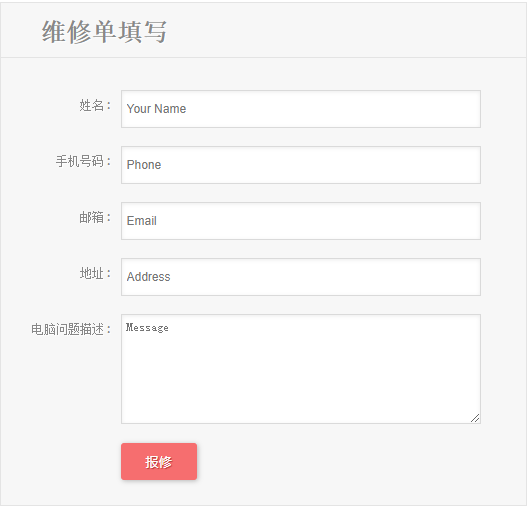 维修单填写
姓名 : Your Name
手机号码 : Phone
邮箱 : Email
地址 : Address
电脑问题描述 : Message
报修